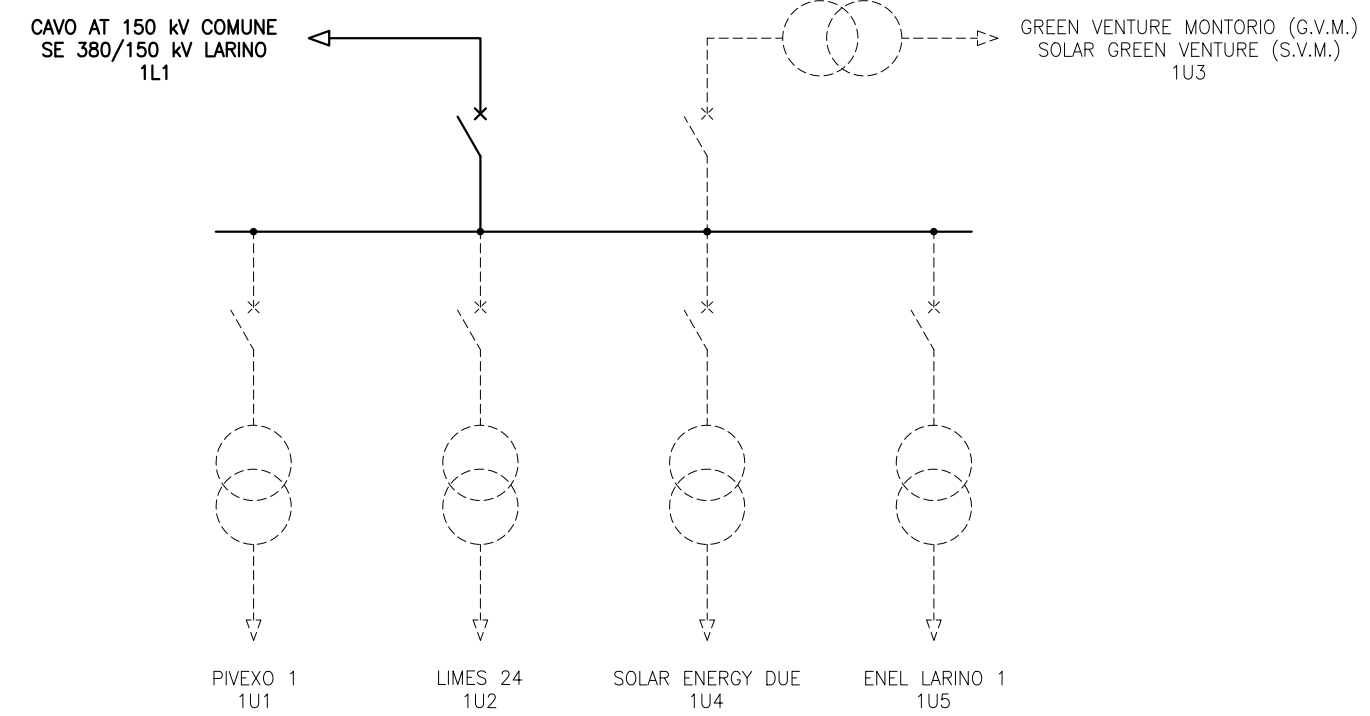 CAVO AT 150 kV COMUNE
SE 380/150 kV LARINO
1L1
GREEN VENTURE MONTORIO (G.V.M.)
SOLAR GREEN VENTURE (S.V.M.)
1U3
PIVEXO 1
1U1
LIMES 24
1U2
SOLAR ENERGY DUE
1U4
ENEL LARINO 1
1U5